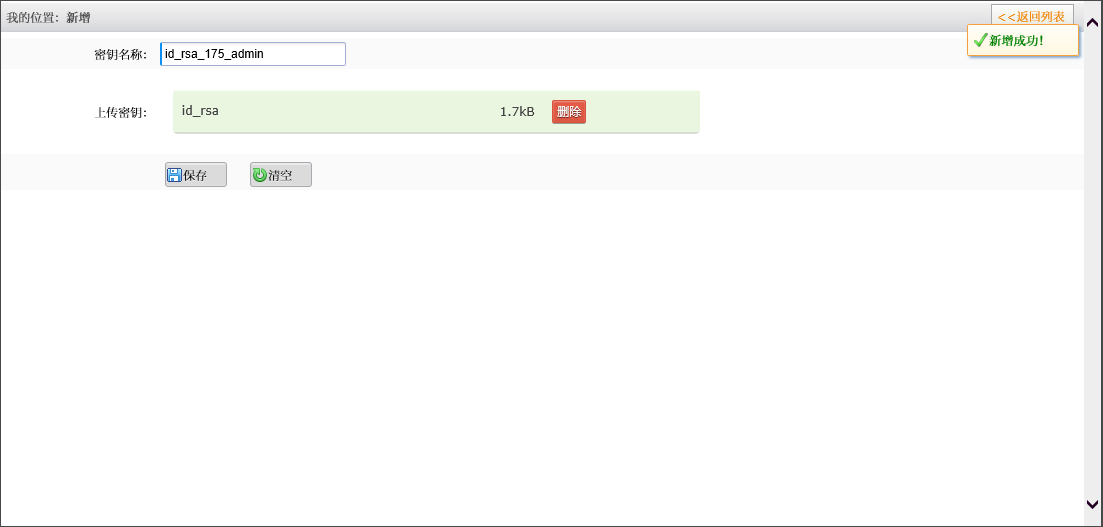 我的位置：新增
<<返回列表
新增成功！
密钥名称： id_rsa_175_admin
上传密钥： id_rsa 1.7kB 删除
保存 清空